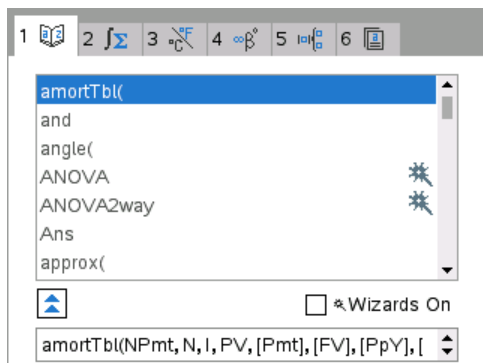 1 2 ∫Σ 3 °C °F 4 ∞β° 5 6 a
amortTbl(
and
angle(
ANOVA
ANOVA2way
Ans
approx(
Wizards On
amortTbl(NPmt, N, I, PV, [Pmt], [FV], [PpY], [